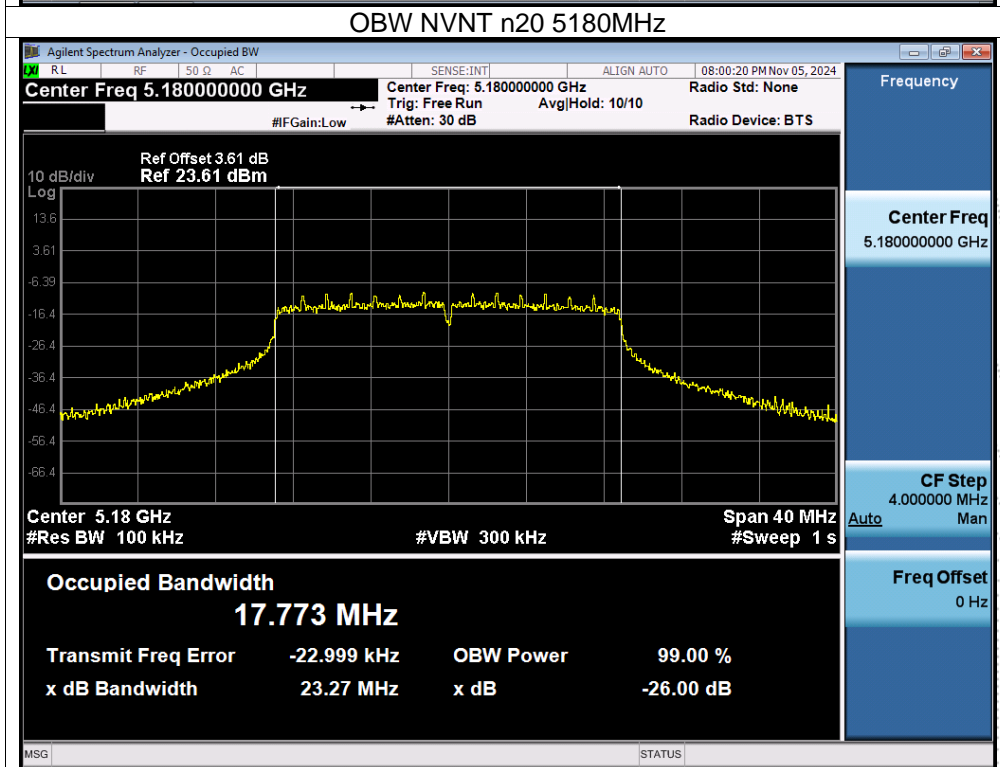 OBW NVNT n20 5180MHz
Agilent Spectrum Analyzer - Occupied BW
LXI RL RF 50 Ω AC SENSE:INT ALIGN AUTO 08:00:20 PM Nov 05, 2024
Center Freq 5.180000000 GHz
Center Freq: 5.180000000 GHz Radio Std: None
Trig: Free Run Avg|Hold: 10/10
#IFGain:Low #Atten: 30 dB Radio Device: BTS
Frequency
Ref Offset 3.61 dB
10 dB/div Ref 23.61 dBm
Log
13.6
3.61
-6.39
-16.4
-26.4
-36.4
-46.4
-56.4
-66.4
Center 5.18 GHz Span 40 MHz
#Res BW 100 kHz #VBW 300 kHz #Sweep 1 s
Center Freq
5.180000000 GHz
CF Step
4.000000 MHz
Auto Man
Freq Offset
0 Hz
Occupied Bandwidth
17.773 MHz
Transmit Freq Error -22.999 kHz OBW Power 99.00 %
x dB Bandwidth 23.27 MHz x dB -26.00 dB
MSG STATUS